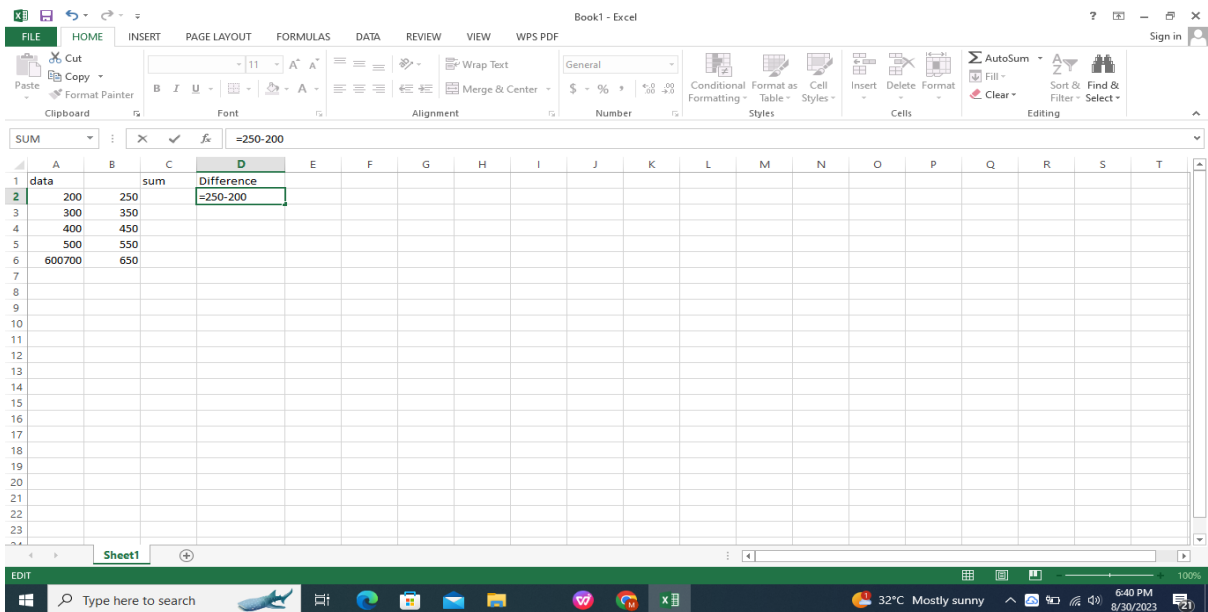 Book1 - Excel
FILE HOME INSERT PAGE LAYOUT FORMULAS DATA REVIEW VIEW WPS PDF Sign in
Paste
Cut
Copy
Format Painter
Clipboard
11 A A
B I U A
Font
Wrap Text
Merge & Center
Alignment
General
$ % ,
Number
Conditional Formatting
Format as Table
Cell Styles
Styles
Insert Delete Format
Cells
AutoSum
Fill
Clear
Sort & Filter
Find & Select
Editing
SUM fx =250-200
A B C D E F G H I J K L M N O P Q R S T
1 data sum Difference
2 200 250 =250-200
3 300 350
4 400 450
5 500 550
6 600700 650
7
8
9
10
11
12
13
14
15
16
17
18
19
20
21
22
23
24
Sheet1
EDIT 100%
Type here to search 32°C Mostly sunny 6:40 PM
8/30/2023 21